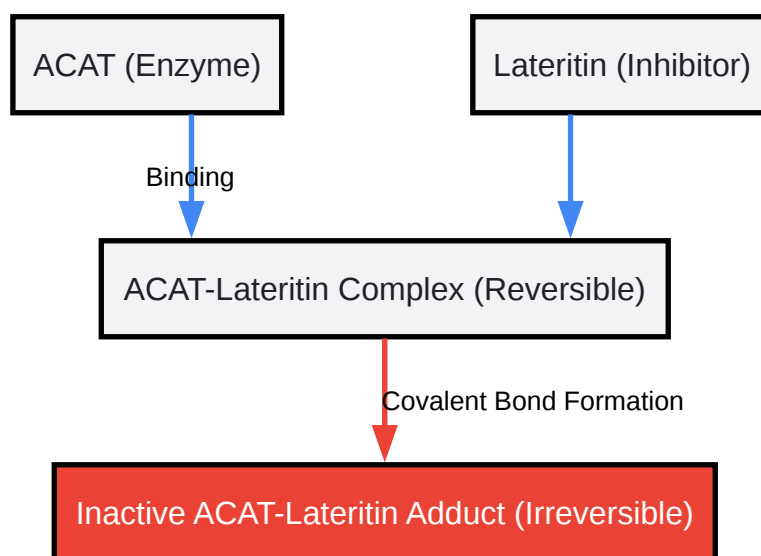 ACAT (Enzyme)
Lateritin (Inhibitor)
Binding
ACAT-Lateritin Complex (Reversible)
Covalent Bond Formation
Inactive ACAT-Lateritin Adduct (Irreversible)